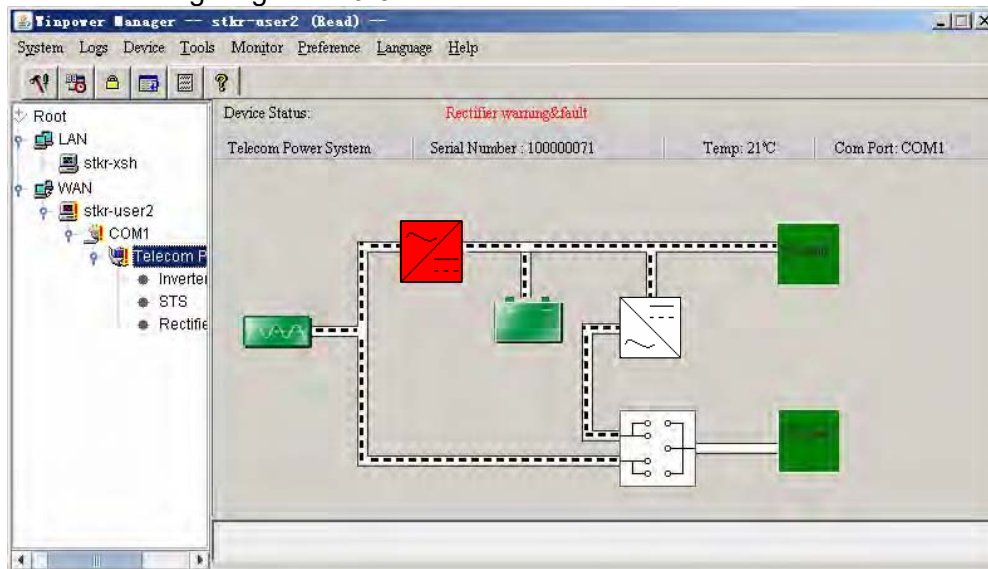 Winpower Manager -- stkr-user2 (Read) --
System Logs Device Tools Monitor Preference Language Help
Root
LAN
stkr-xsh
WAN
stkr-user2
COM1
Telecom P
Inverter
STS
Rectifie
Device Status: Rectifier warning&fault
Telecom Power System Serial Number : 100000071 Temp: 21℃ Com Port: COM1